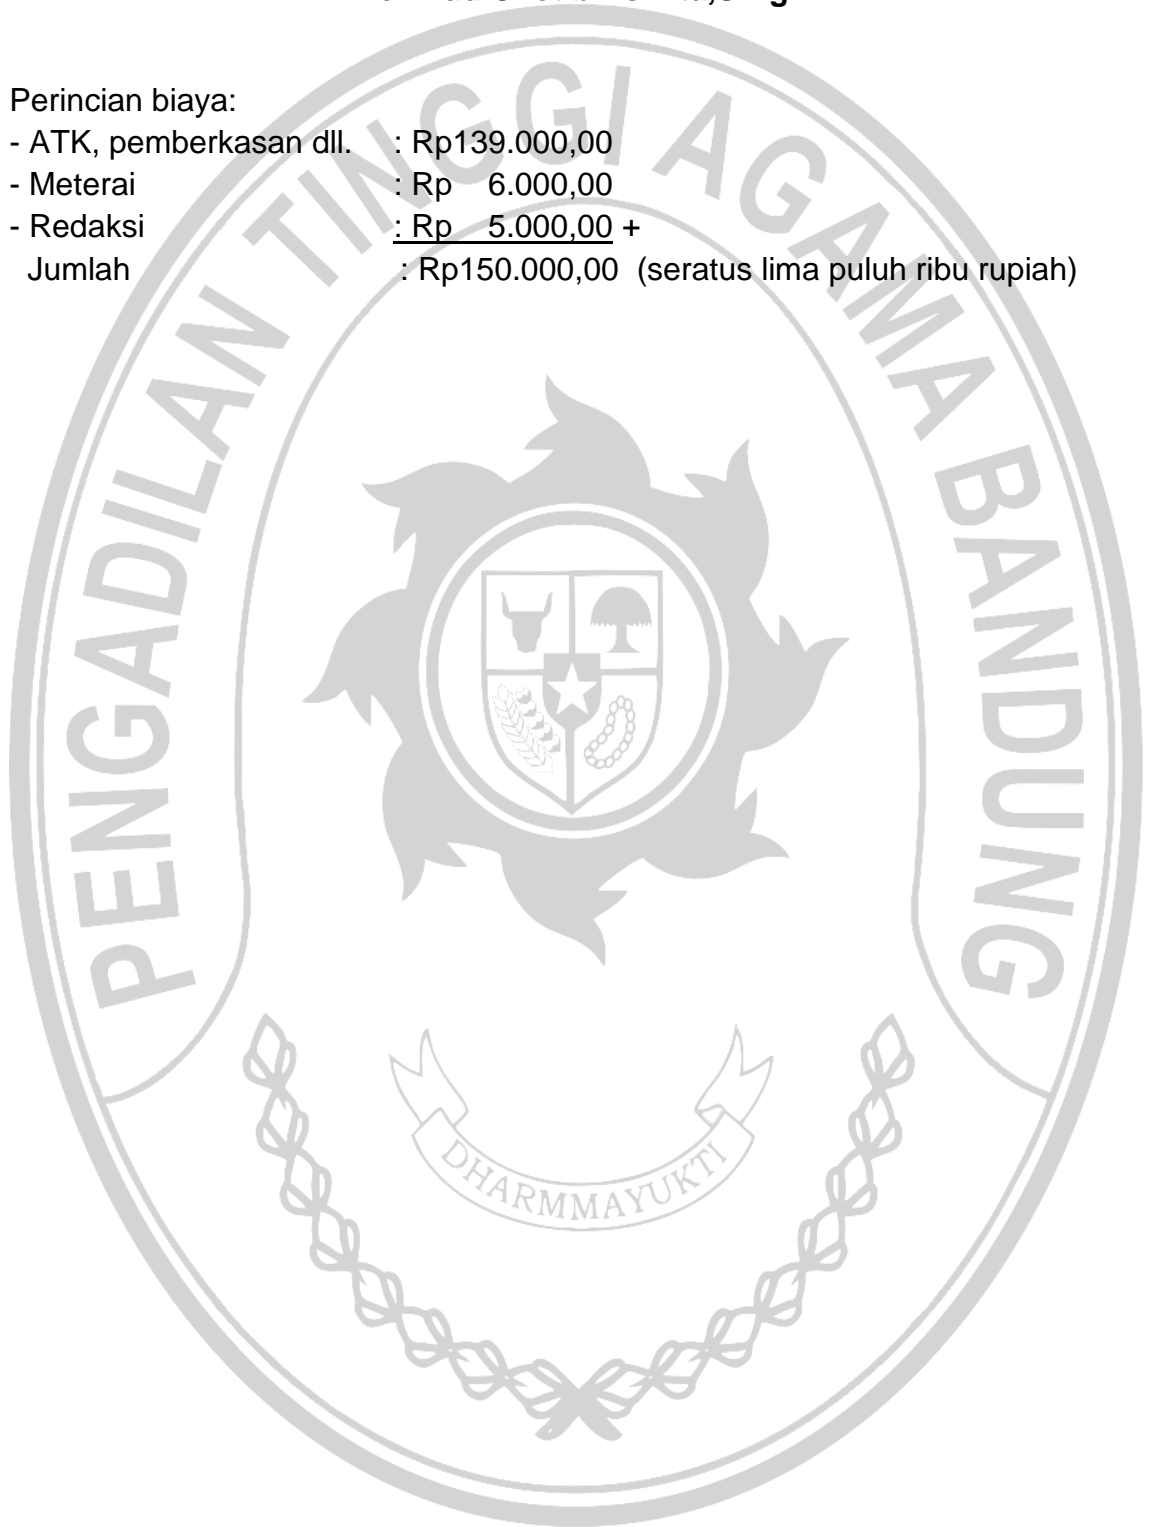 Perincian biaya:
- ATK, pemberkasan dll. : Rp139.000,00
- Meterai : Rp 6.000,00
- Redaksi : Rp 5.000,00 +
Jumlah : Rp150.000,00 (seratus lima puluh ribu rupiah)
PENGADILAN TINGGI AGAMA BANDUNG
DHARMMAYUKTI